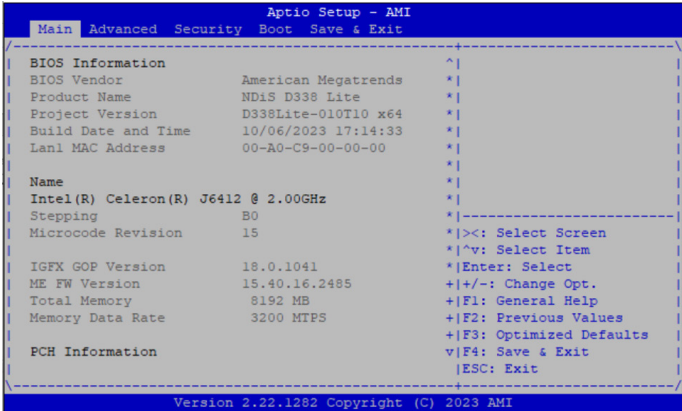 Aptio Setup - AMI
Main Advanced Security Boot Save & Exit
BIOS Information
BIOS Vendor American Megatrends
Product Name NDiS D338 Lite
Project Version D338Lite-010T10 x64
Build Date and Time 10/06/2023 17:14:33
Lan1 MAC Address 00-A0-C9-00-00-00
Name
Intel(R) Celeron(R) J6412 @ 2.00GHz
Stepping B0
Microcode Revision 15
IGFX GOP Version 18.0.1041
ME FW Version 15.40.16.2485
Total Memory 8192 MB
Memory Data Rate 3200 MTPS
PCH Information
><: Select Screen
^v: Select Item
Enter: Select
+/-: Change Opt.
F1: General Help
F2: Previous Values
F3: Optimized Defaults
F4: Save & Exit
ESC: Exit
Version 2.22.1282 Copyright (C) 2023 AMI